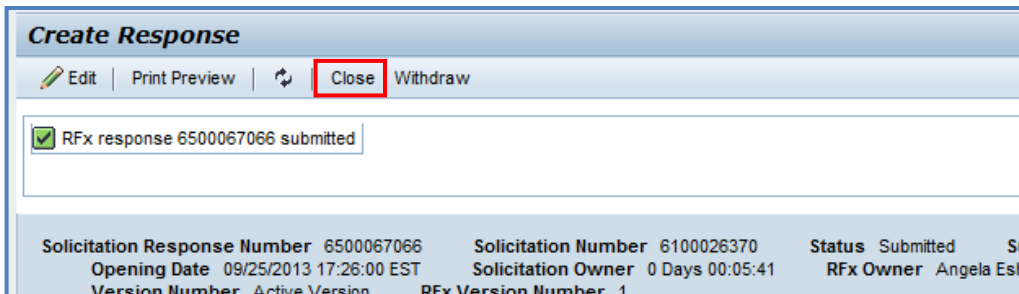 Create Response
Edit | Print Preview | | Close Withdraw
RFx response 6500067066 submitted
Solicitation Response Number 6500067066 Solicitation Number 6100026370 Status Submitted
Opening Date 09/25/2013 17:26:00 EST Solicitation Owner 0 Days 00:05:41 RFx Owner Angela
Version Number Active Version RFx Version Number 1